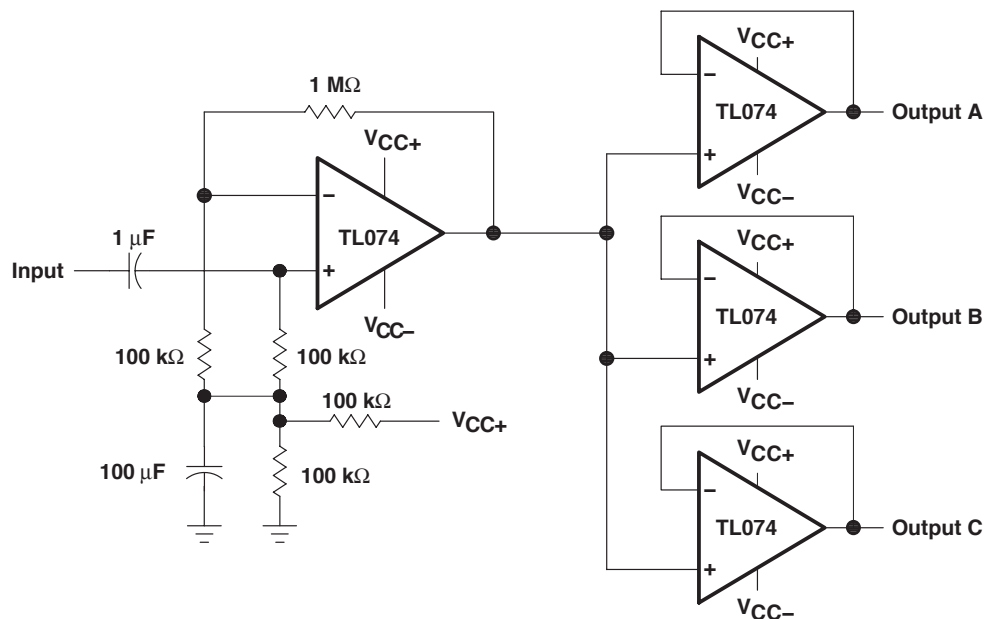 1 MΩ
VCC+
−
TL074
+
VCC−
1 μF
Input
100 kΩ
100 kΩ
100 kΩ
VCC+
100 μF
100 kΩ
VCC+
−
TL074
+
VCC−
Output A
VCC+
−
TL074
+
VCC−
Output B
VCC+
−
TL074
+
VCC−
Output C